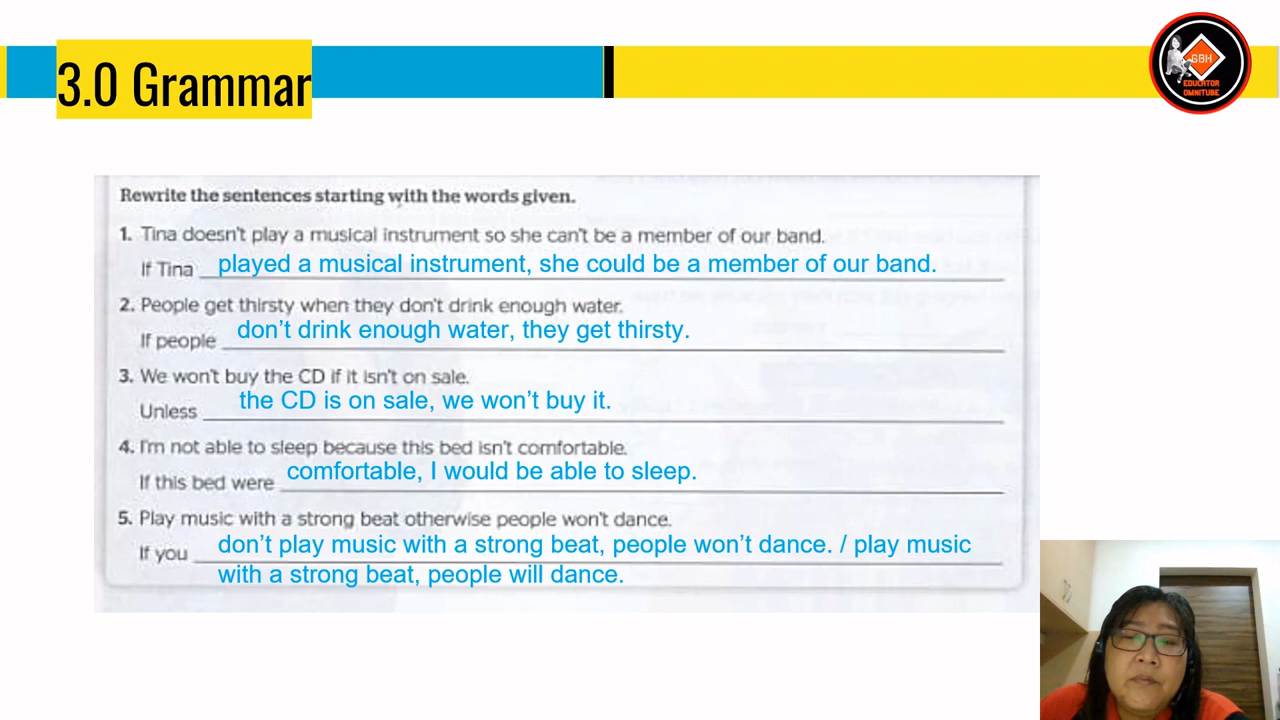 3.0 Grammar
GBH
EDUCATOR
OMNITUBE
Rewrite the sentences starting with the words given.
1. Tina doesn't play a musical instrument so she can't be a member of our band.
If Tina played a musical instrument, she could be a member of our band.
2. People get thirsty when they don't drink enough water.
If people don't drink enough water, they get thirsty.
3. We won't buy the CD if it isn't on sale.
Unless the CD is on sale, we won't buy it.
4. I'm not able to sleep because this bed isn't comfortable.
If this bed were comfortable, I would be able to sleep.
5. Play music with a strong beat otherwise people won't dance.
If you don't play music with a strong beat, people won't dance. / play music
with a strong beat, people will dance.